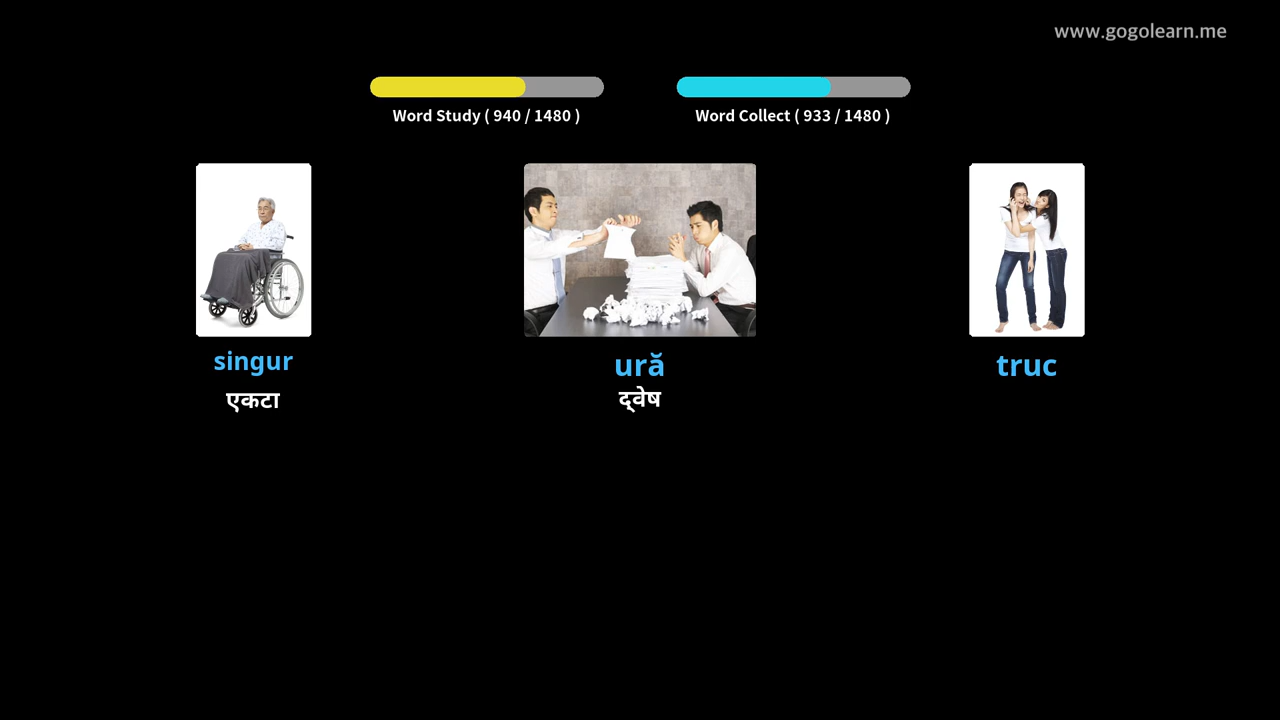 www.gogolearn.me
Word Study ( 940 / 1480 )
Word Collect ( 933 / 1480 )
singur
एकटा
ură
द्वेष
truc